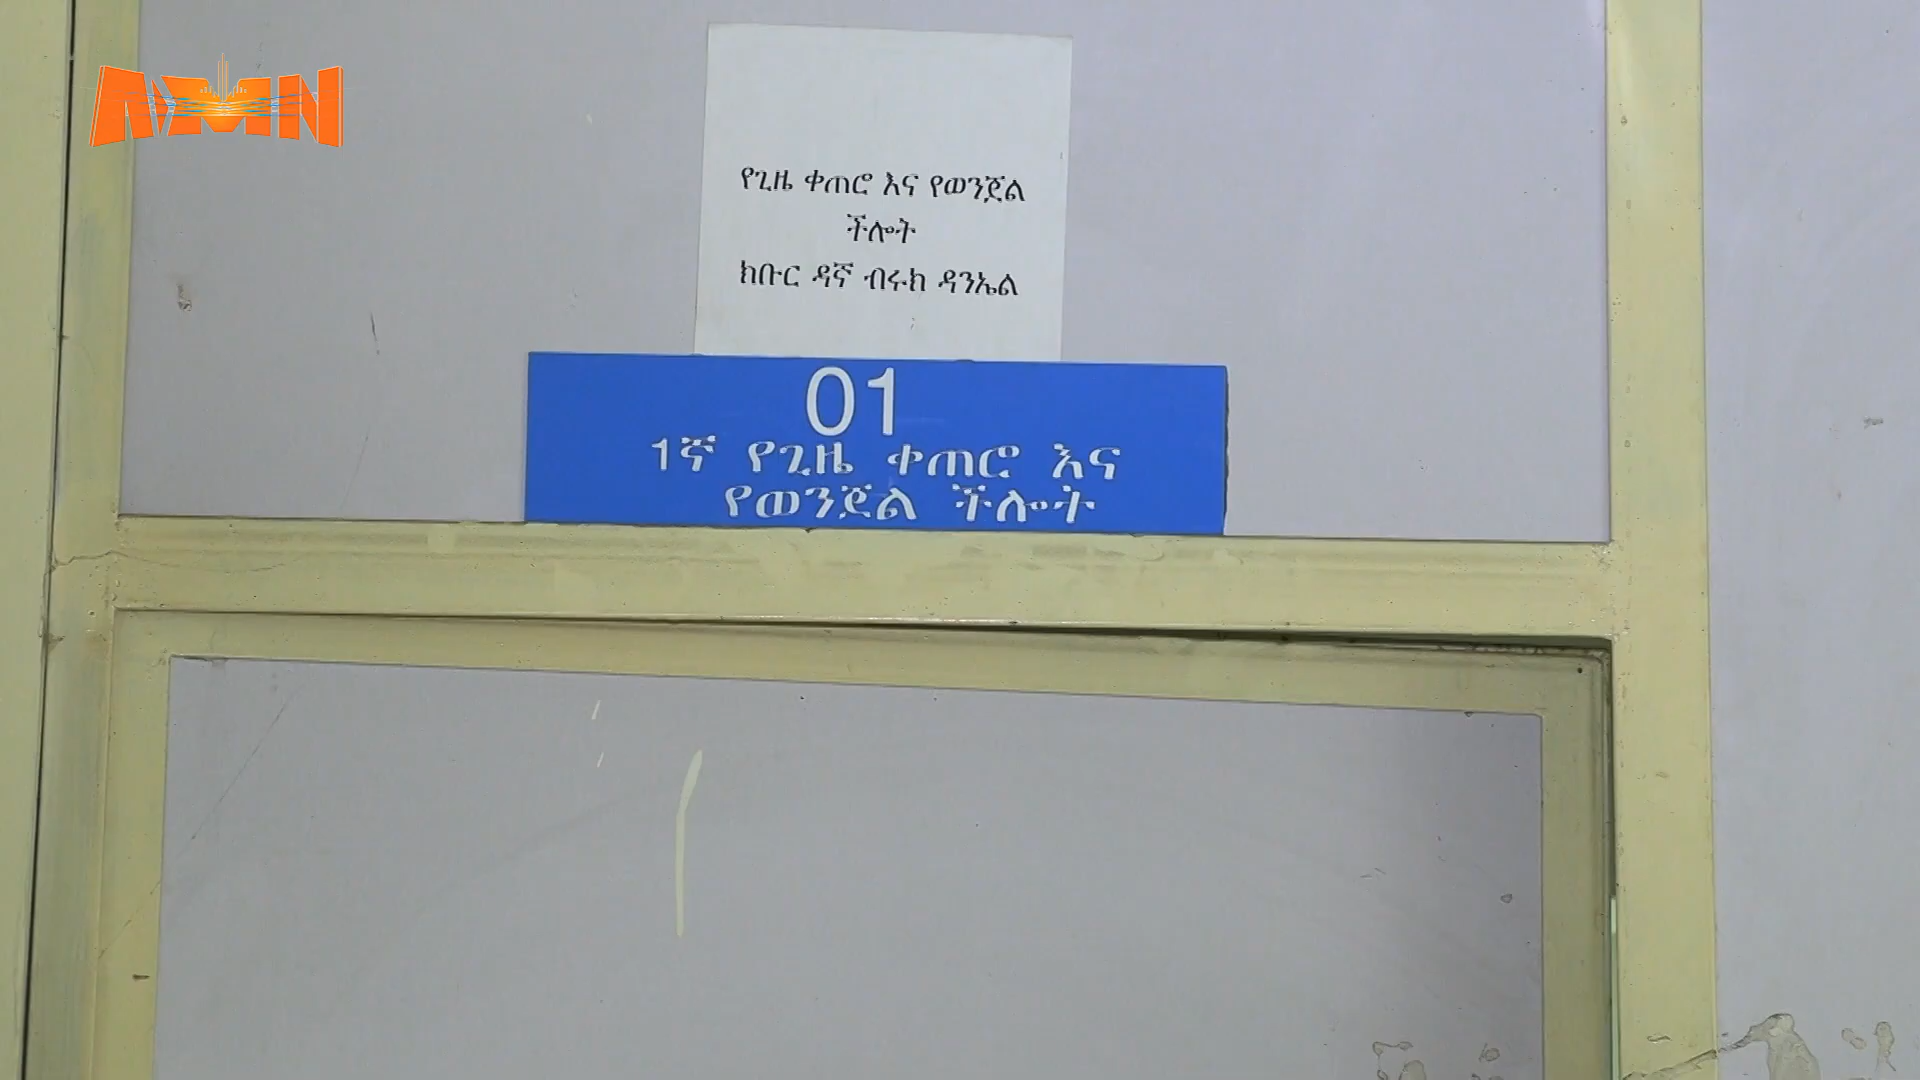 AMN
የጊዜ ቀጠሮ እና የወንጀል
ችሎት
ክቡር ዳኛ ብሩክ ዳንኤል
01
1ኛ የጊዜ ቀጠሮ እና
የወንጀል ችሎት